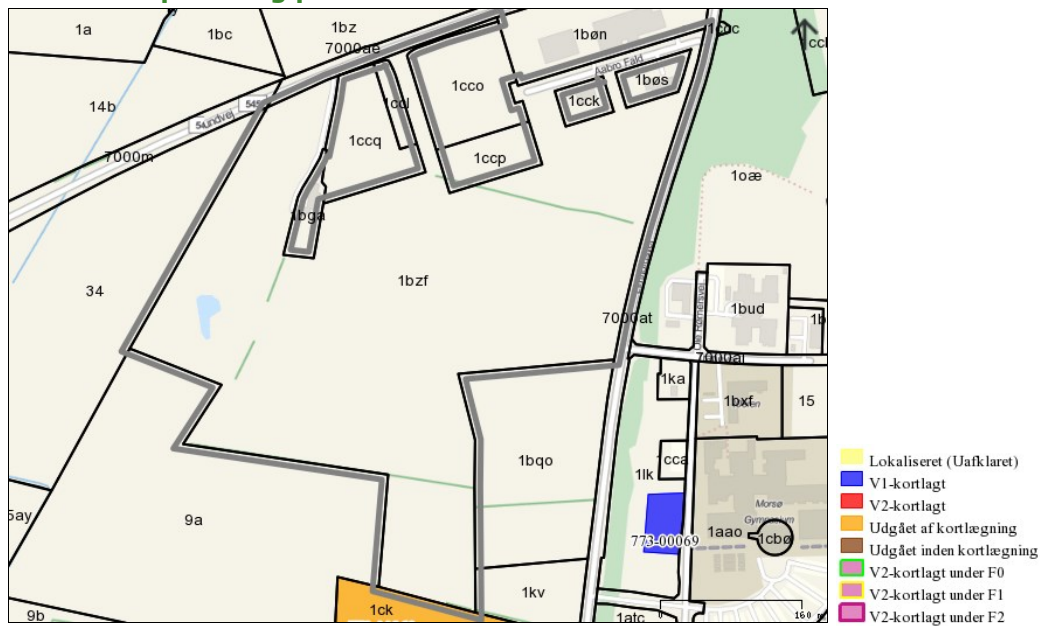 1a
1bc
1bz
7000ae
1bøn
1cdc
14b
545
Sundvej
7000m
1cco
1ccq
1ccp
Aabro Fald
1cck
1bøs
1oæ
1bga
1bzf
34
7000at
1bud
7000al
1ka
1bxf
15
1bqo
1cca
1lk
9a
Morsø
Gymnasium
1aao
1cbø
773-00069
1kv
1ck
9b
1atc
0
160 m
Lokaliseret (Uafklaret)
V1-kortlagt
V2-kortlagt
Udgået af kortlægning
Udgået inden kortlægning
V2-kortlagt under F0
V2-kortlagt under F1
V2-kortlagt under F2